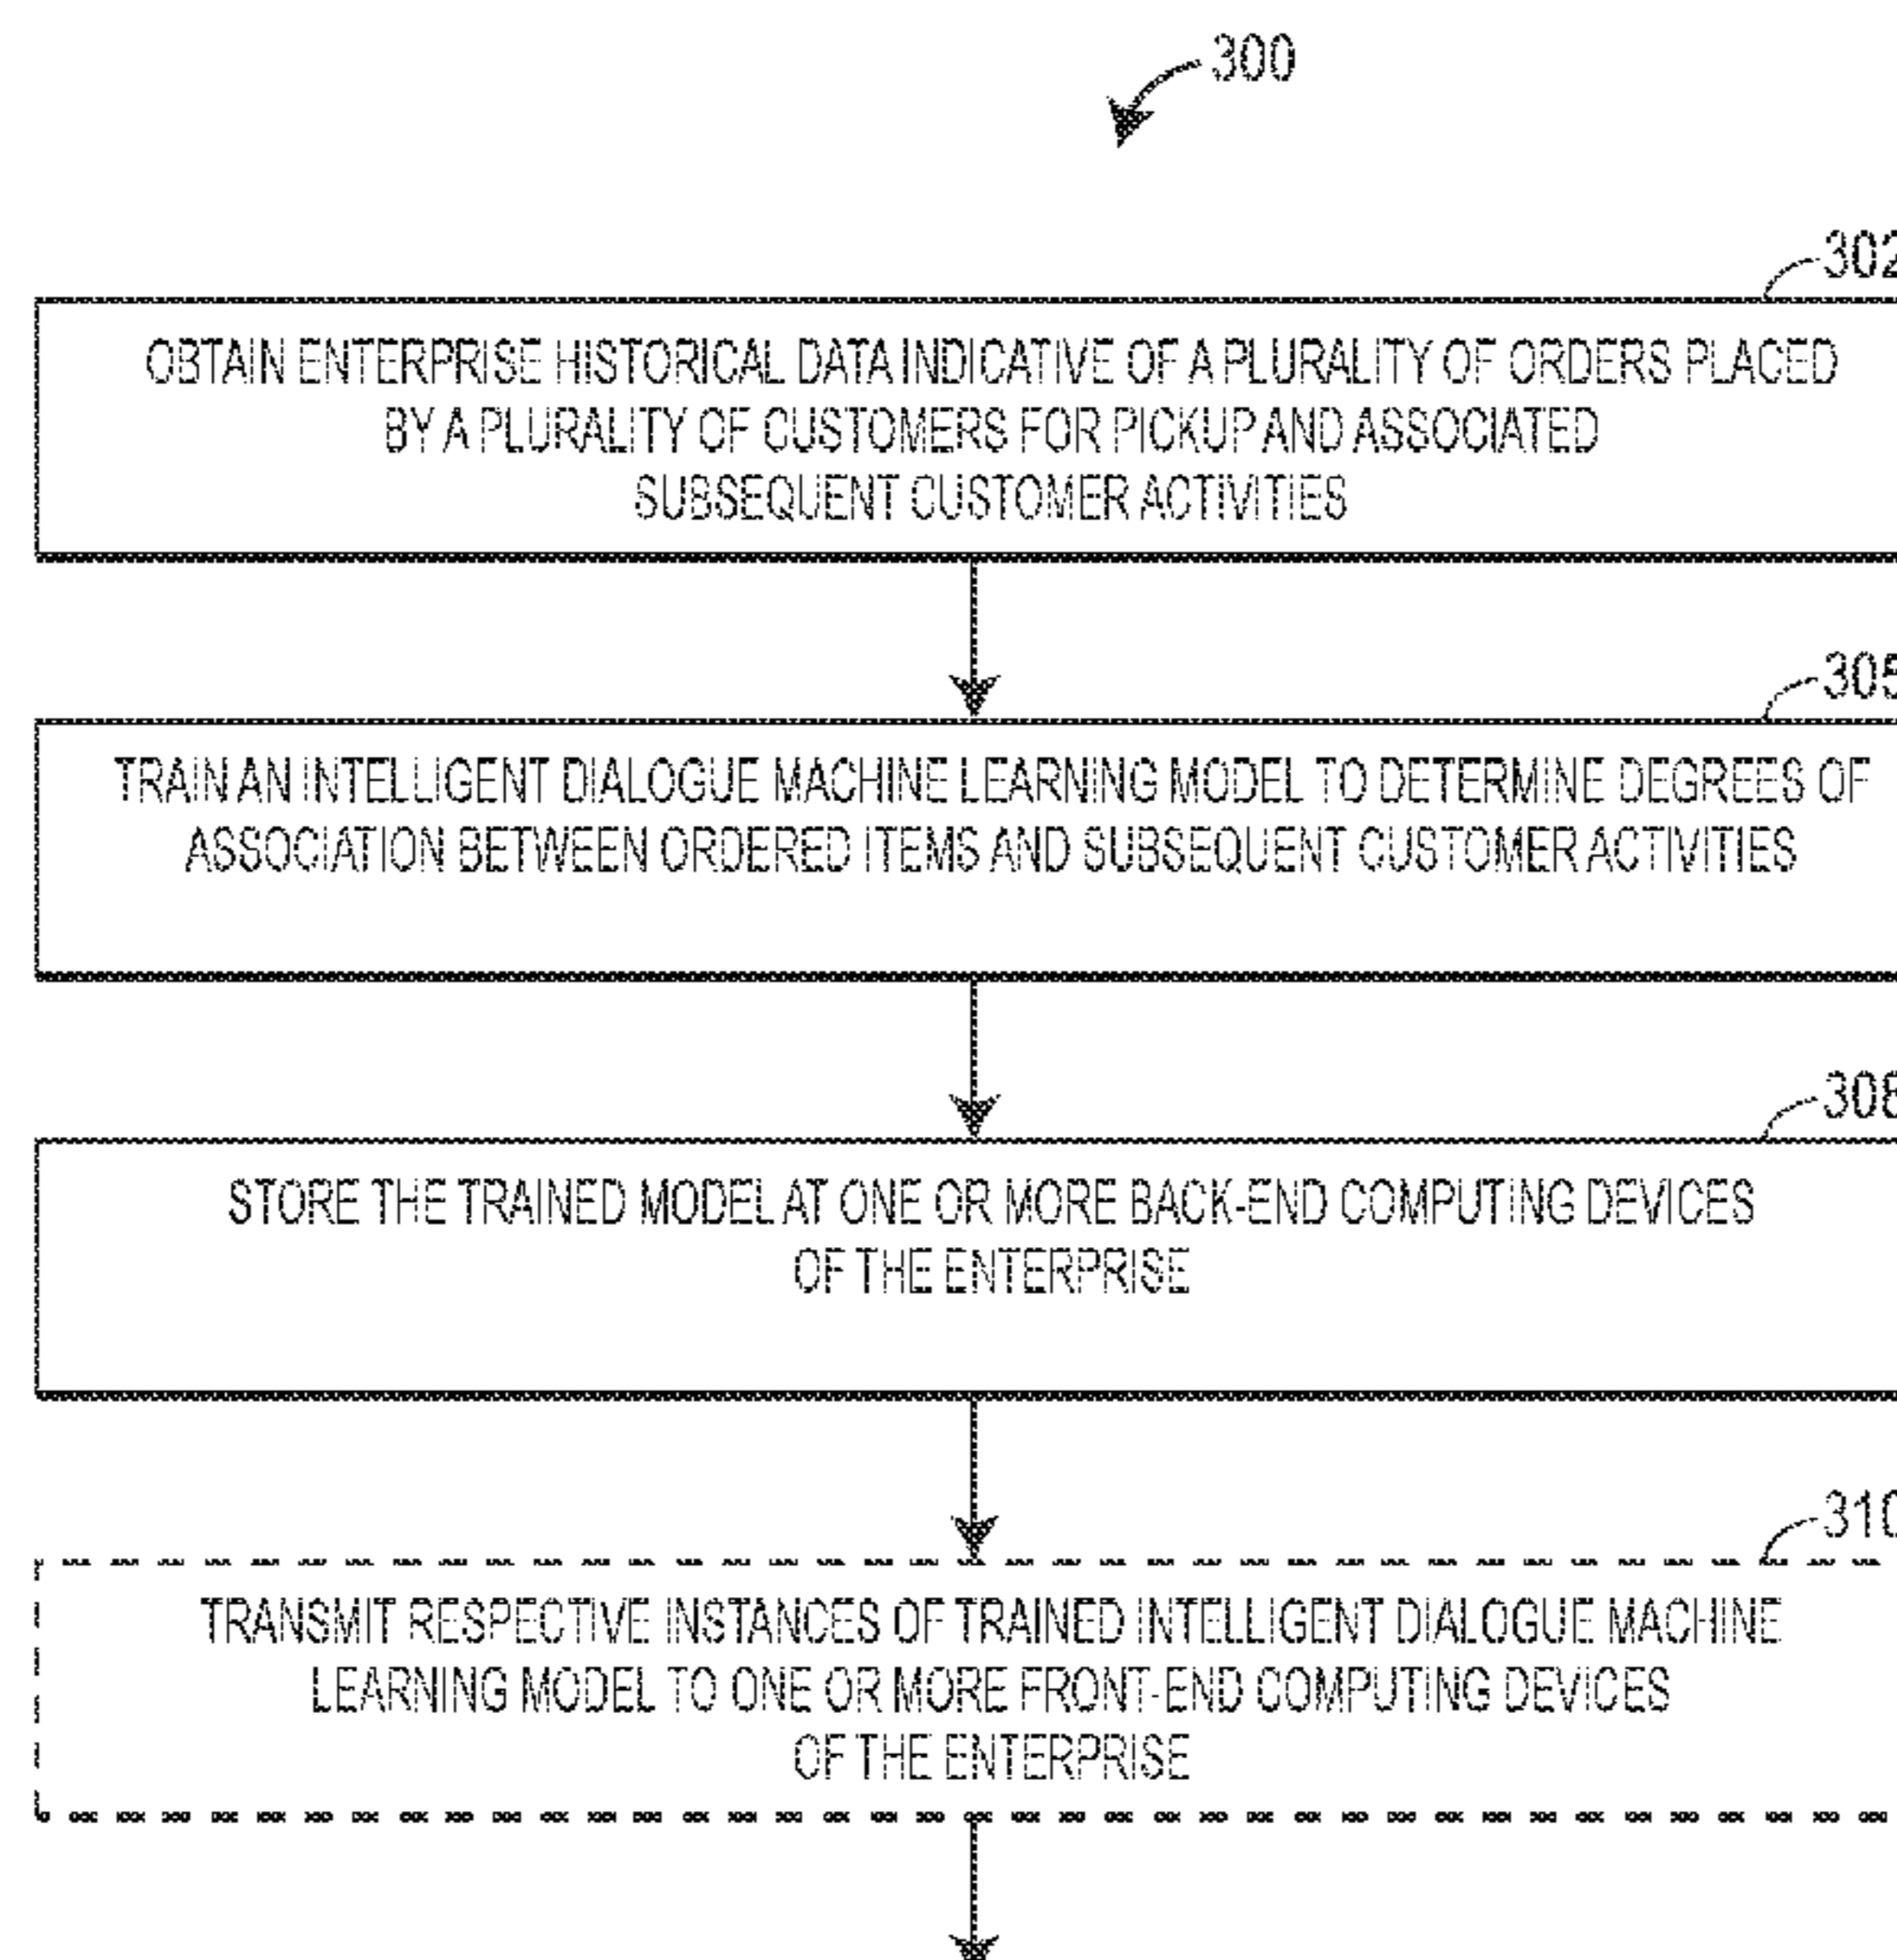 300
302
OBTAIN ENTERPRISE HISTORICAL DATA INDICATIVE OF A PLURALITY OF ORDERS PLACED
BY A PLURALITY OF CUSTOMERS FOR PICKUP AND ASSOCIATED
SUBSEQUENT CUSTOMER ACTIVITIES
305
TRAIN AN INTELLIGENT DIALOGUE MACHINE LEARNING MODEL TO DETERMINE DEGREES OF
ASSOCIATION BETWEEN ORDERED ITEMS AND SUBSEQUENT CUSTOMER ACTIVITIES
308
STORE THE TRAINED MODEL AT ONE OR MORE BACK-END COMPUTING DEVICES
OF THE ENTERPRISE
310
TRANSMIT RESPECTIVE INSTANCES OF TRAINED INTELLIGENT DIALOGUE MACHINE
LEARNING MODEL TO ONE OR MORE FRONT-END COMPUTING DEVICES
OF THE ENTERPRISE